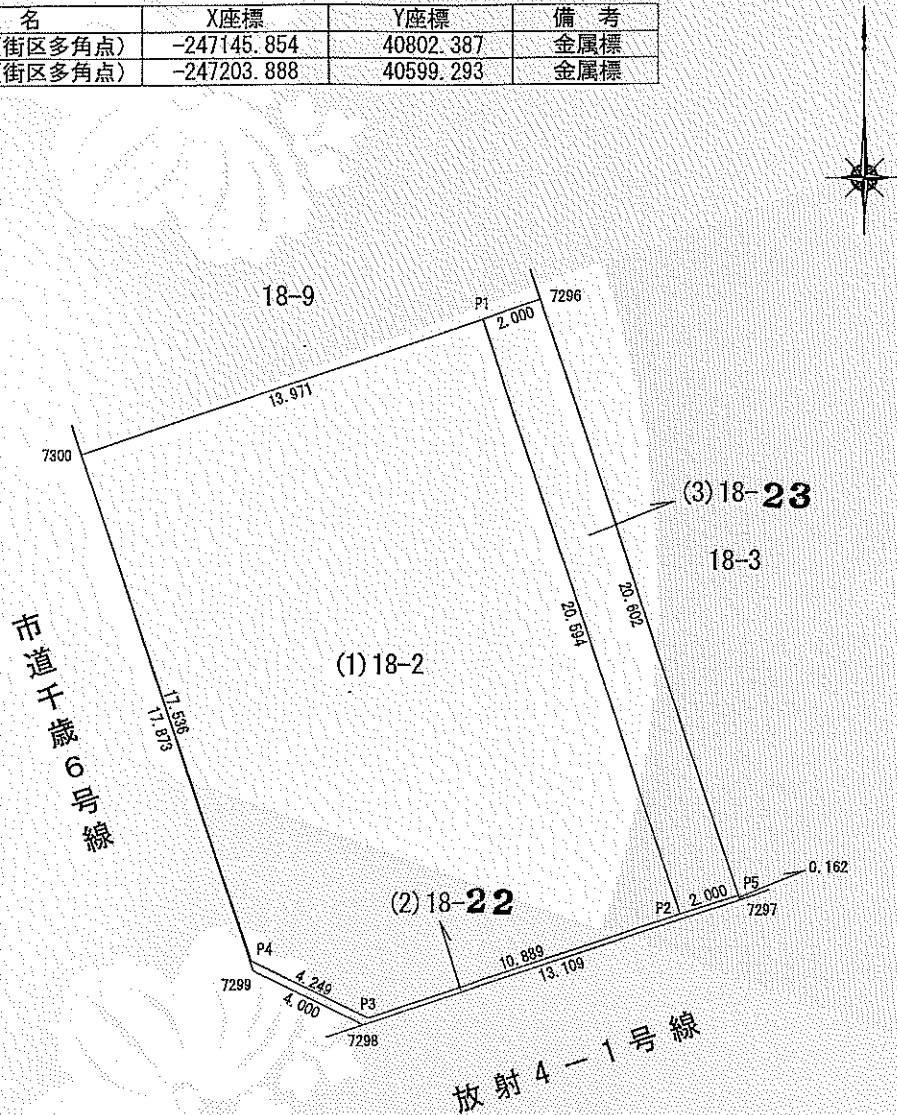 名 X座標 Y座標 備 考
(街区多角点) -247145.854 40802.387 金属標
(街区多角点) -247203.888 40599.293 金属標
18-9
P1
7296
2.000
13.971
7300
(3)18-23
18-3
20.602
20.594
(1)18-2
市道千歳6号線
17.536
17.873
(2)18-22
0.162
P5
2.000
P2
7297
10.889
13.109
P4
4.249
7299
4.000
P3
7298
放射4-1号線